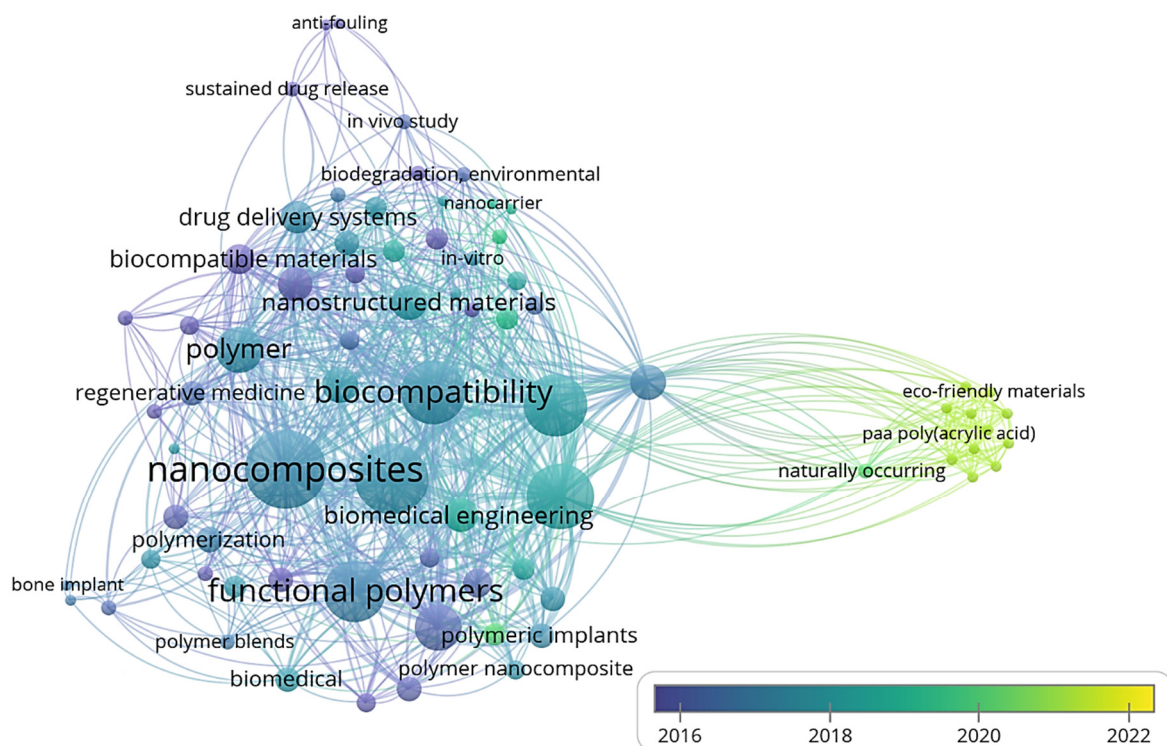 anti-fouling
sustained drug release
in vivo study
biodegradation, environmental
nanocarrier
drug delivery systems
biocompatible materials
in-vitro
nanostructured materials
polymer
regenerative medicine
biocompatibility
eco-friendly materials
paa poly(acrylic acid)
nanocomposites
naturally occurring
biomedical engineering
polymerization
bone implant
functional polymers
polymer blends
polymeric implants
polymer nanocomposite
biomedical
2016
2018
2020
2022